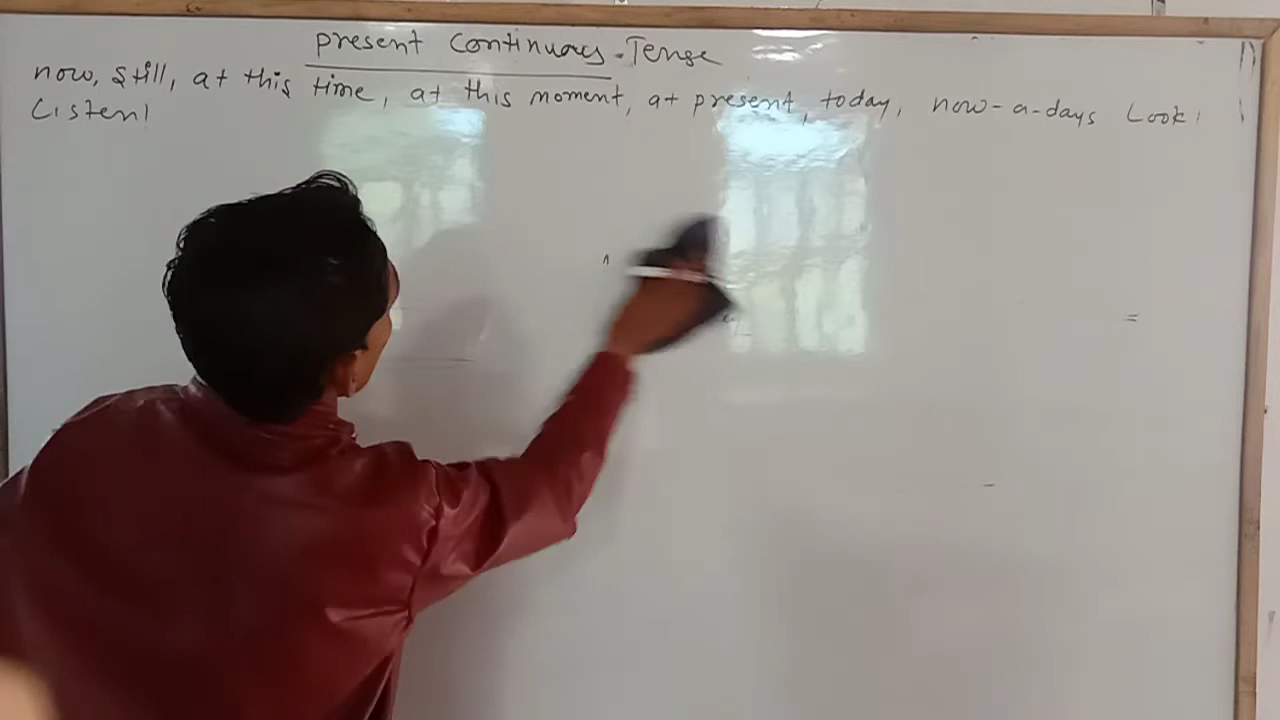 present Continuous-Tense
now, still, at this time, at this moment, at present, today, now-a-days Look!
Listen!